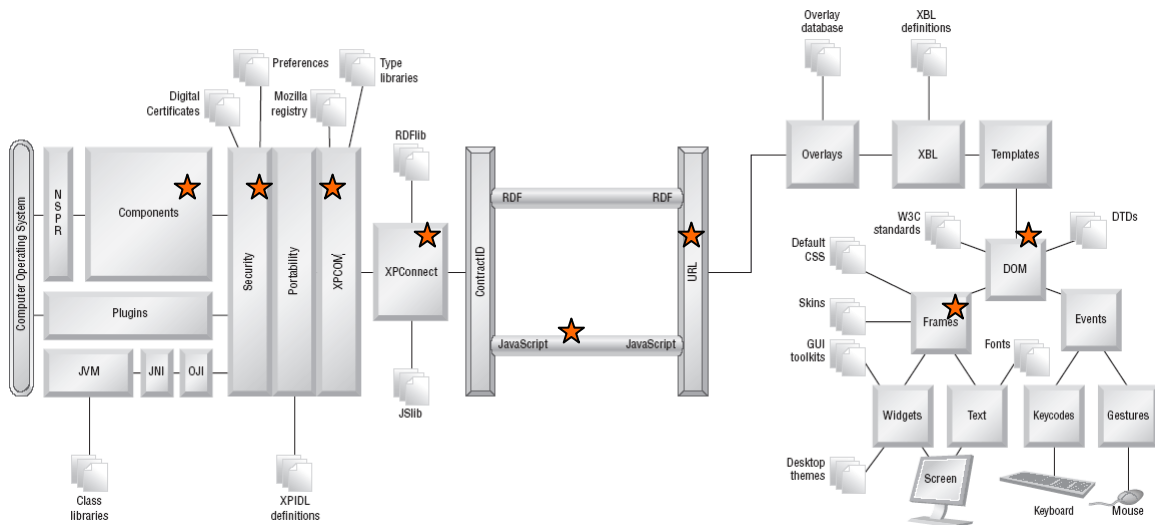 Overlay
database
XBL
definitions
Preferences
Type
libraries
Digital
Certificates
Mozilla
registry
RDFlib
Computer Operating System
NSPR
Components
Security
Portability
XPCOM/
XPConnect
ContractID
RDF
RDF
URL
Overlays
XBL
Templates
W3C
standards
DTDs
Default
CSS
DOM
Plugins
Skins
Frames
Events
JavaScript
JavaScript
GUI
toolkits
Fonts
JVM
JNI
OJI
JSlib
Widgets
Text
Keycodes
Gestures
Desktop
themes
Screen
Class
libraries
XPIDL
definitions
Keyboard
Mouse